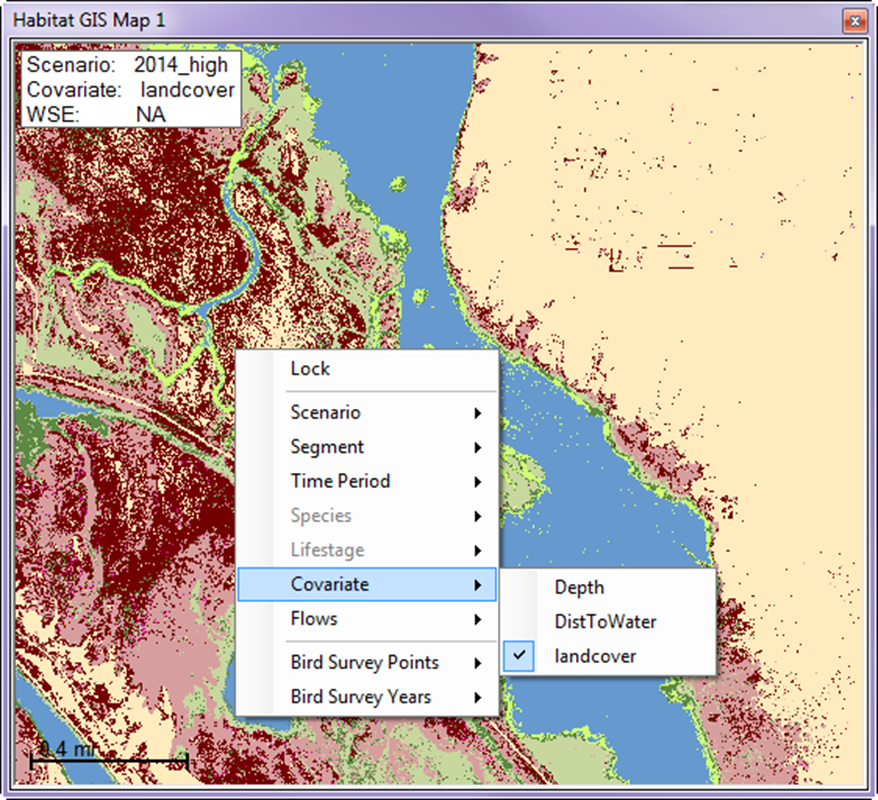 Habitat GIS Map 1
Scenario: 2014_high
Covariate: landcover
WSE: NA
Lock
Scenario
Segment
Time Period
Species
Lifestage
Covariate
Depth
Flows
DistToWater
landcover
Bird Survey Points
Bird Survey Years
0.4 mi